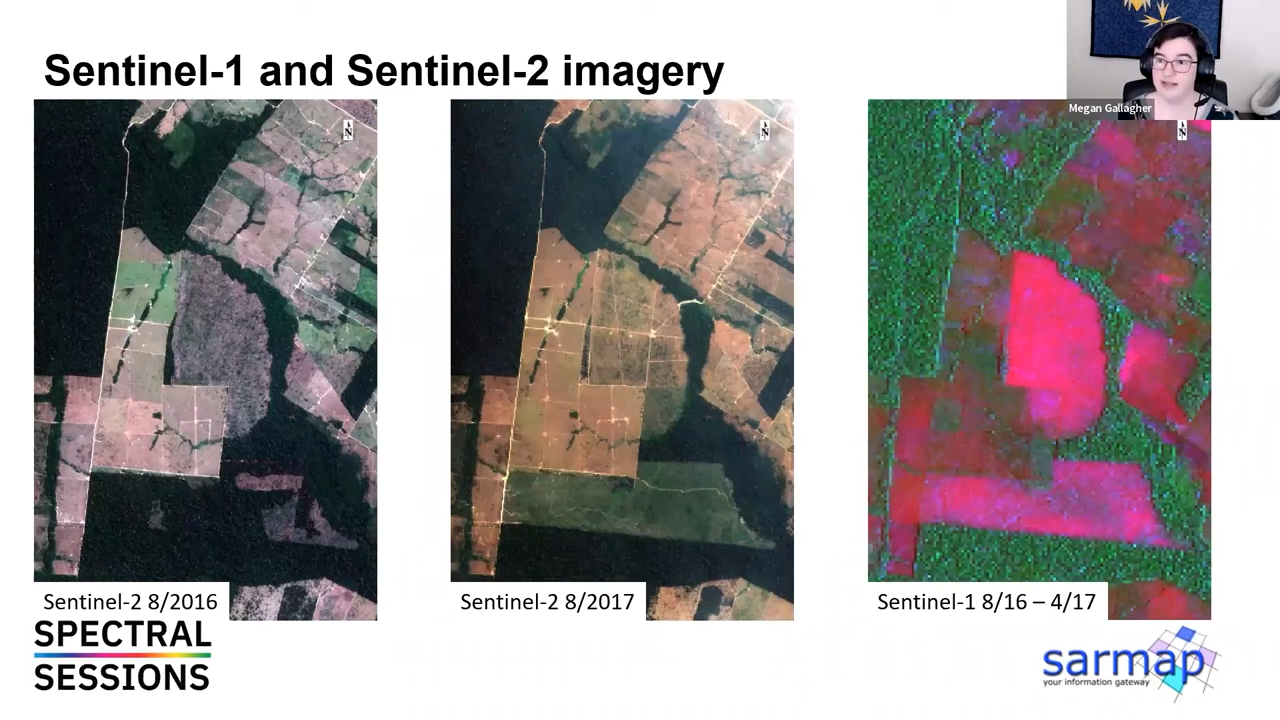 Sentinel-1 and Sentinel-2 imagery
Megan Gallagher
N
N
N
Sentinel-2 8/2016
Sentinel-2 8/2017
Sentinel-1 8/16 – 4/17
SPECTRAL
SESSIONS
sarmap
your information gateway